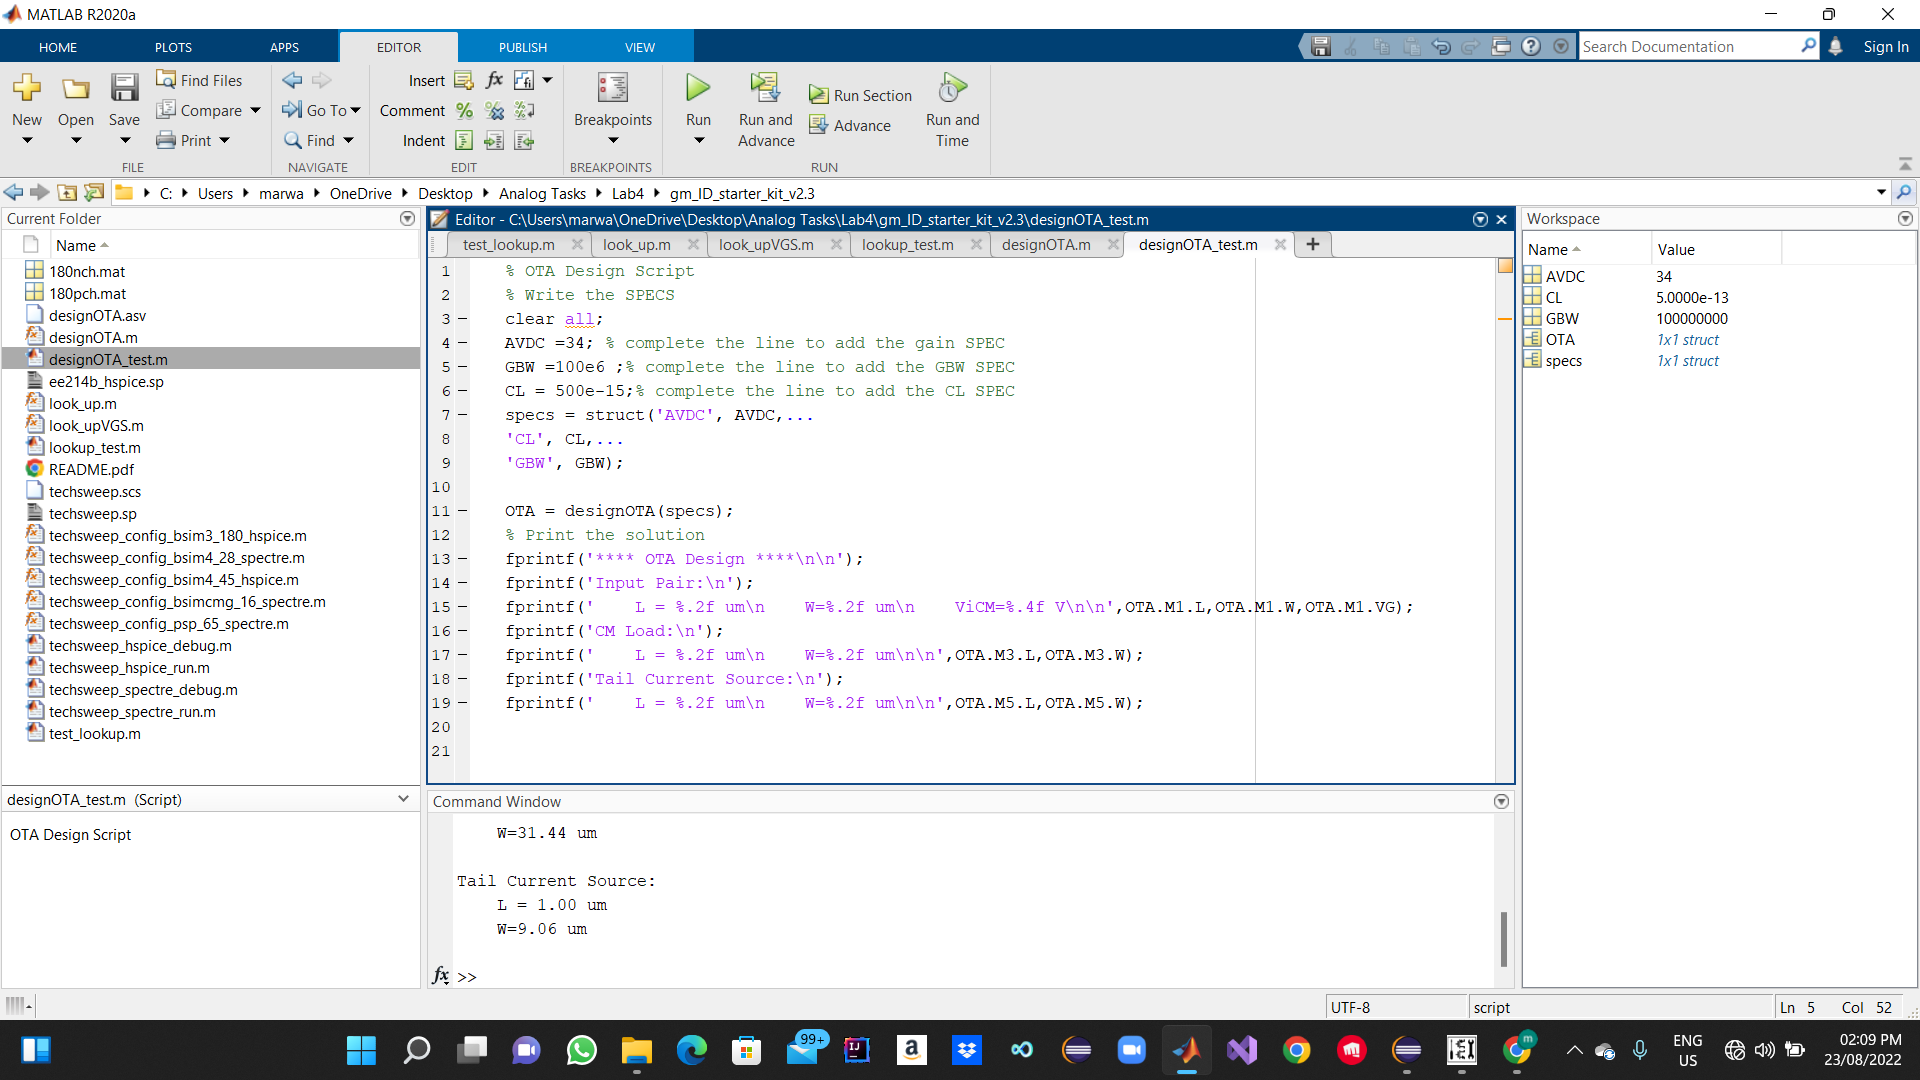 MATLAB R2020a
HOME PLOTS APPS EDITOR PUBLISH VIEW
Search Documentation
Sign In
New
Open
Save
Find Files
Compare
Print
FILE
Go To
Find
NAVIGATE
Insert
fx
Comment
Indent
EDIT
Breakpoints
BREAKPOINTS
Run
Run and Advance
Run Section
Advance
Run and Time
RUN
C: Users marwa OneDrive Desktop Analog Tasks Lab4 gm_ID_starter_kit_v2.3
Current Folder
Name
180nch.mat
180pch.mat
designOTA.asv
designOTA.m
designOTA_test.m
ee214b_hspice.sp
look_up.m
look_upVGS.m
lookup_test.m
README.pdf
techsweep.scs
techsweep.sp
techsweep_config_bsim3_180_hspice.m
techsweep_config_bsim4_28_spectre.m
techsweep_config_bsim4_45_hspice.m
techsweep_config_bsimcmg_16_spectre.m
techsweep_config_psp_65_spectre.m
techsweep_hspice_debug.m
techsweep_hspice_run.m
techsweep_spectre_debug.m
techsweep_spectre_run.m
test_lookup.m
designOTA_test.m (Script)
OTA Design Script
Editor - C:\Users\marwa\OneDrive\Desktop\Analog Tasks\Lab4\gm_ID_starter_kit_v2.3\designOTA_test.m
test_lookup.m look_up.m look_upVGS.m lookup_test.m designOTA.m designOTA_test.m
1 % OTA Design Script
2 % Write the SPECS
3 clear all;
4 AVDC =34; % complete the line to add the gain SPEC
5 GBW =100e6 ;% complete the line to add the GBW SPEC
6 CL = 500e-15;% complete the line to add the CL SPEC
7 specs = struct('AVDC', AVDC,...
8 'CL', CL,...
9 'GBW', GBW);
10
11 OTA = designOTA(specs);
12 % Print the solution
13 fprintf('**** OTA Design ****\n\n');
14 fprintf('Input Pair:\n');
15 fprintf('    L = %.2f um\n    W=%.2f um\n    ViCM=%.4f V\n\n',OTA.M1.L,OTA.M1.W,OTA.M1.VG);
16 fprintf('CM Load:\n');
17 fprintf('    L = %.2f um\n    W=%.2f um\n\n',OTA.M3.L,OTA.M3.W);
18 fprintf('Tail Current Source:\n');
19 fprintf('    L = %.2f um\n    W=%.2f um\n\n',OTA.M5.L,OTA.M5.W);
20
21
Command Window
W=31.44 um
Tail Current Source:
L = 1.00 um
W=9.06 um
fx >>
Workspace
Name Value
AVDC 34
CL 5.0000e-13
GBW 100000000
OTA 1x1 struct
specs 1x1 struct
UTF-8
script
Ln 5 Col 52
99+
IJ
a
m
ENG
US
02:09 PM
23/08/2022